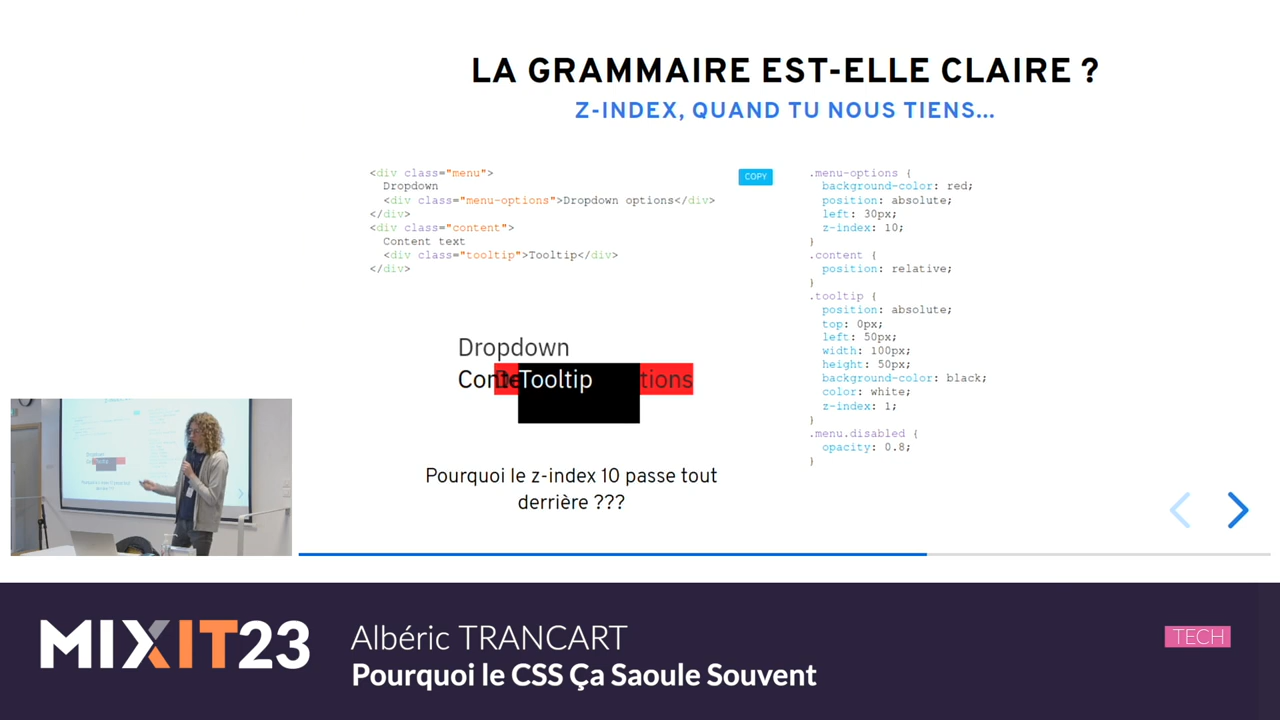 LA GRAMMAIRE EST-ELLE CLAIRE ?
Z-INDEX, QUAND TU NOUS TIENS...
<div class="menu">
Dropdown
<div class="menu-options">Dropdown options</div>
</div>
<div class="content">
Content text
<div class="tooltip">Tooltip</div>
</div>
COPY
.menu-options {
background-color: red;
position: absolute;
left: 30px;
z-index: 10;
}
.content {
position: relative;
}
.tooltip {
position: absolute;
top: 0px;
left: 50px;
width: 100px;
height: 50px;
background-color: black;
color: white;
z-index: 1;
}
.menu.disabled {
opacity: 0.8;
}
Dropdown
Conte Tooltip tions
Pourquoi le z-index 10 passe tout
derrière ???
MIXIT23
Albéric TRANCART
Pourquoi le CSS Ça Saoule Souvent
TECH